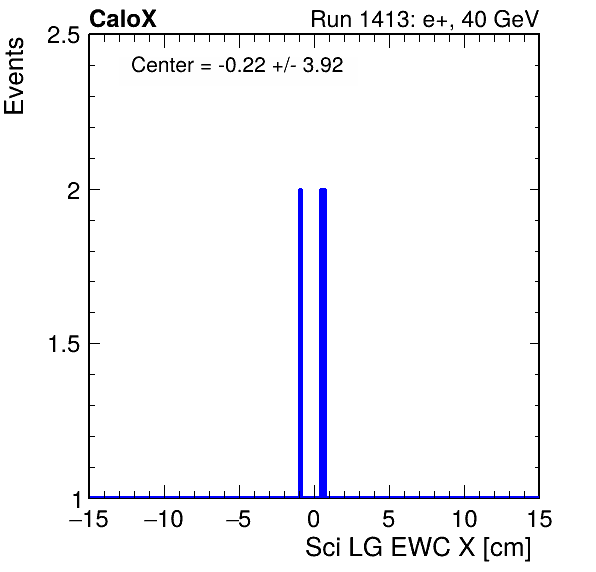 CaloX Run 1413: e+, 40 GeV
Center = -0.22 +/- 3.92
Events
2.5
2
1.5
1
−15 −10 −5 0 5 10 15
Sci LG EWC X [cm]